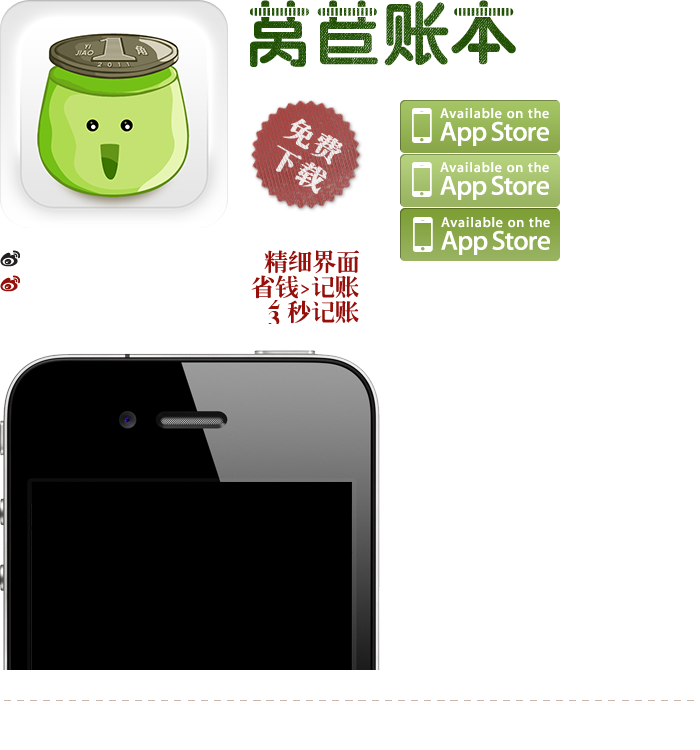 莴苣账本
YI
JIAO
1
角
2011
免费
下载
Available on the
App Store
Available on the
App Store
Available on the
App Store
精细界面
省钱>记账
3 秒记账